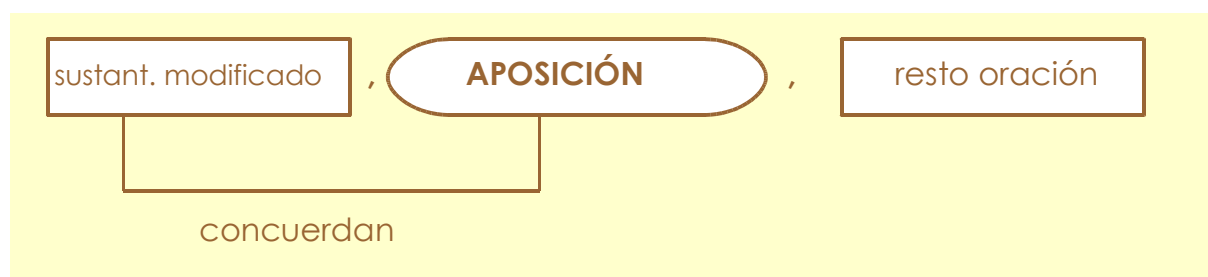 sustant. modificado , APOSICIÓN , resto oración
concuerdan